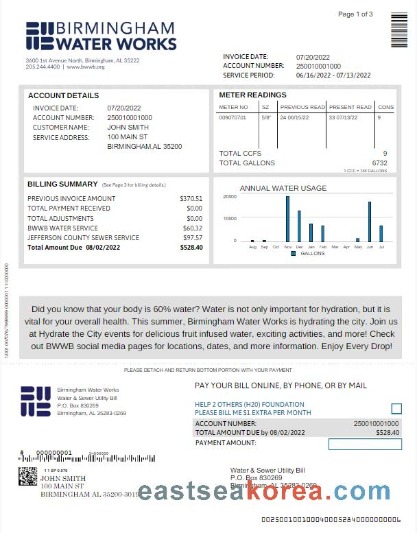 Page 1 of 3
BIRMINGHAM
WATER WORKS
3600 1st Avenue North, Birmingham, AL 35222
205.244.4400 | www.bwwb.org
INVOICE DATE: 07/20/2022
ACCOUNT NUMBER: 250010001000
SERVICE PERIOD: 06/16/2022 - 07/13/2022
ACCOUNT DETAILS
INVOICE DATE: 07/20/2022
ACCOUNT NUMBER: 250010001000
CUSTOMER NAME: JOHN SMITH
SERVICE ADDRESS: 100 MAIN ST
BIRMINGHAM,AL 35200
METER READINGS
METER NO SZ PREVIOUS READ PRESENT READ CONS
009070701 5/8" 24 06/15/22 33 07/13/22 9
TOTAL CCFS 9
TOTAL GALLONS 6732
1 CCF = 748 GALLONS
BILLING SUMMARY (See Page 3 for billing details)
PREVIOUS INVOICE AMOUNT $370.51
TOTAL PAYMENT RECEIVED $0.00
TOTAL ADJUSTMENTS $0.00
BWWB WATER SERVICE $60.32
JEFFERSON COUNTY SEWER SERVICE $97.57
Total Amount Due 08/02/2022 $528.40
ANNUAL WATER USAGE
20000
10000
0
Aug Sep Oct Nov Dec Jan Feb Mar Apr May Jun Jul
GALLONS
Did you know that your body is 60% water? Water is not only important for hydration, but it is
vital for your overall health. This summer, Birmingham Water Works is hydrating the city. Join us
at Hydrate the City events for delicious fruit infused water, exciting activities, and more! Check
out BWWB social media pages for locations, dates, and more information. Enjoy Every Drop!
PLEASE DETACH AND RETURN BOTTOM PORTION WITH YOUR PAYMENT
Birmingham Water Works
Water & Sewer Utility Bill
P.O. Box 830269
Birmingham, AL 35283-0269
PAY YOUR BILL ONLINE, BY PHONE, OR BY MAIL
HELP 2 OTHERS (H2O) FOUNDATION
PLEASE BILL ME $1 EXTRA PER MONTH
ACCOUNT NUMBER: 250010001000
TOTAL AMOUNT DUE by 08/02/2022 $528.40
PAYMENT AMOUNT:
JOHN SMITH
100 MAIN ST
BIRMINGHAM AL 35200-3019
Water & Sewer Utility Bill
P.O. Box 830269
Birmingham, AL 35283-0269
eastseakorea.com